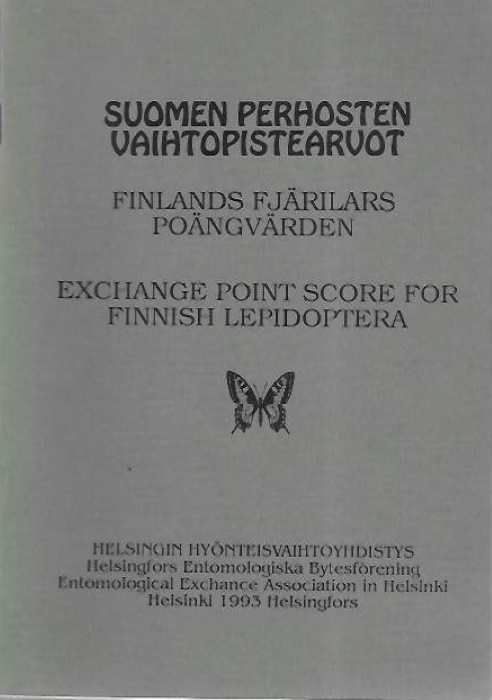 SUOMEN PERHOSTEN
VAIHTOPISTEARVOT
FINLANDS FJÄRILARS
POÄNGVÄRDEN
EXCHANGE POINT SCORE FOR
FINNISH LEPIDOPTERA
HELSINGIN HYÖNTEISVAIHTOYHDISTYS
Helsingfors Entomologiska Bytesförening
Entomological Exchance Association in Helsinki
Helsinki 1993 Helsingfors